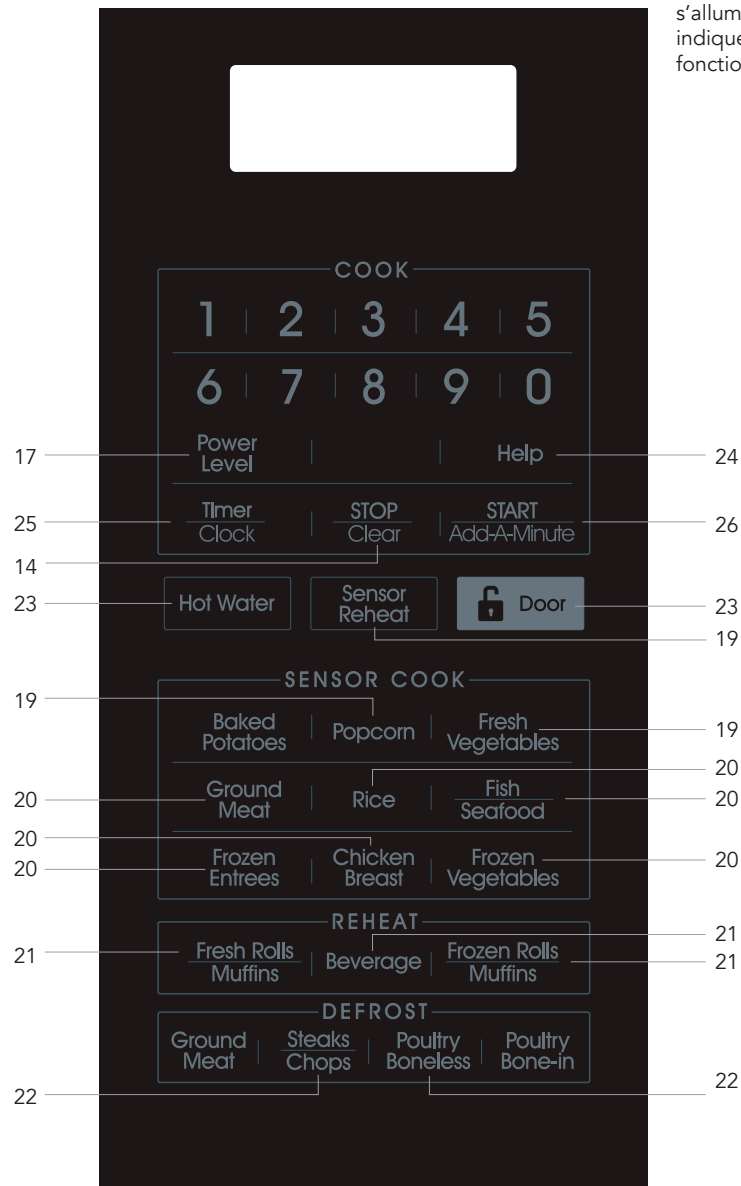 s’allum
indique
fonctio
COOK
1 2 3 4 5
6 7 8 9 0
17 Power Level Help 24
25 Timer Clock STOP Clear START Add-A-Minute 26
14
23 Hot Water Sensor Reheat Door 23
19
SENSOR COOK
19 Baked Potatoes Popcorn Fresh Vegetables 19
20
20 Ground Meat Rice Fish Seafood 20
20
20 Frozen Entrees Chicken Breast Frozen Vegetables 20
REHEAT
21
21 Fresh Rolls Muffins Beverage Frozen Rolls Muffins 21
DEFROST
Ground Meat Steaks Chops Poultry Boneless Poultry Bone-in
22 22